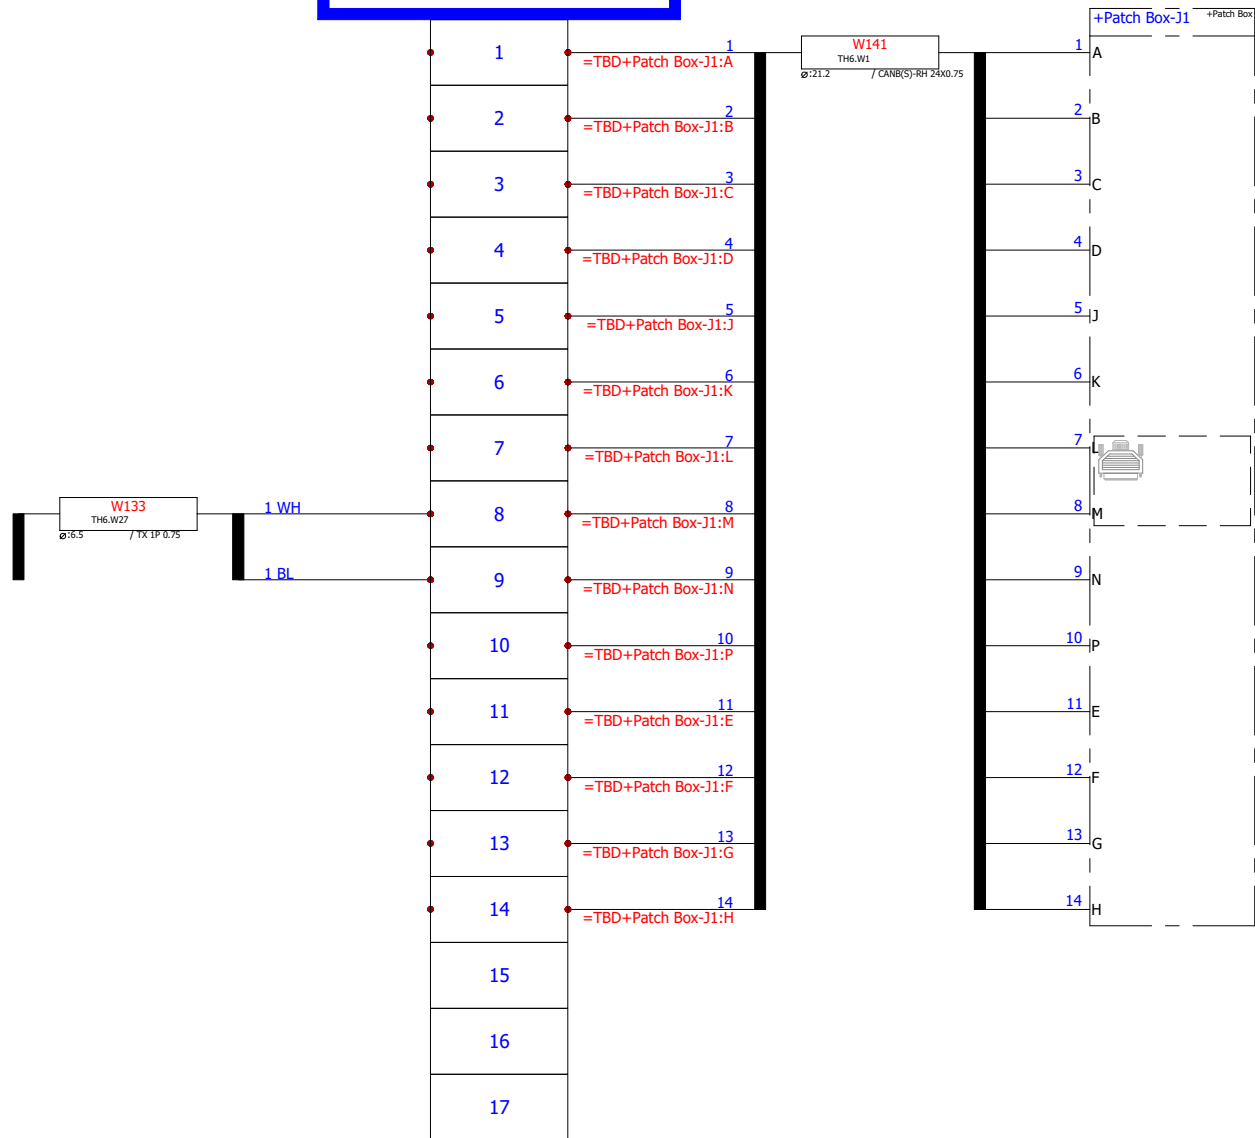 +Patch Box-J1 +Patch Box
1 1 W141 1 A
=TBD+Patch Box-J1:A TH6.W1
⌀:21.2 / CANB(S)-RH 24X0.75
2 2 2 B
=TBD+Patch Box-J1:B
3 3 3 C
=TBD+Patch Box-J1:C
4 4 4 D
=TBD+Patch Box-J1:D
5 5 5 J
=TBD+Patch Box-J1:J
6 6 6 K
=TBD+Patch Box-J1:K
7 7 7 L
=TBD+Patch Box-J1:L
W133 1 WH 8 8 8 M
TH6.W27 =TBD+Patch Box-J1:M
⌀:6.5 / TX 1P 0.75
1 BL 9 9 9 N
=TBD+Patch Box-J1:N
10 10 10 P
=TBD+Patch Box-J1:P
11 11 11 E
=TBD+Patch Box-J1:E
12 12 12 F
=TBD+Patch Box-J1:F
13 13 13 G
=TBD+Patch Box-J1:G
14 14 14 H
=TBD+Patch Box-J1:H
15
16
17